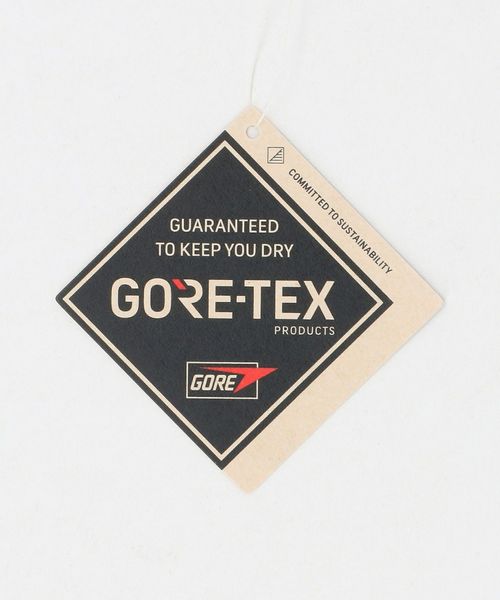 COMMITTED TO SUSTAINABILITY
GUARANTEED
TO KEEP YOU DRY
GORE-TEX
PRODUCTS
GORE